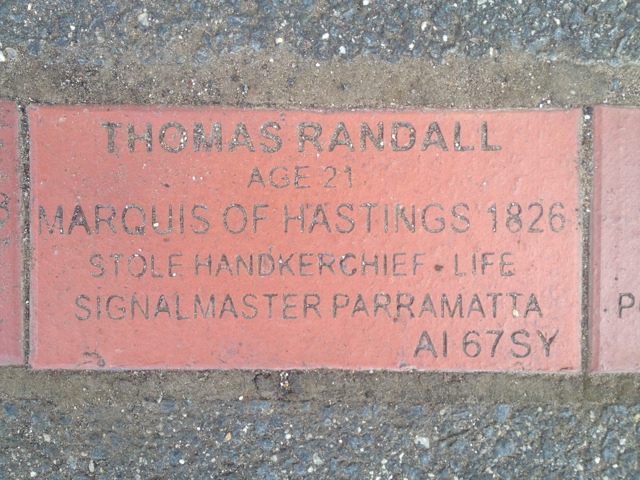 THOMAS RANDALL
AGE 21
MARQUIS OF HASTINGS 1826
STOLE HANDKERCHIEF • LIFE
SIGNALMASTER PARRAMATTA
AI 67SY
P